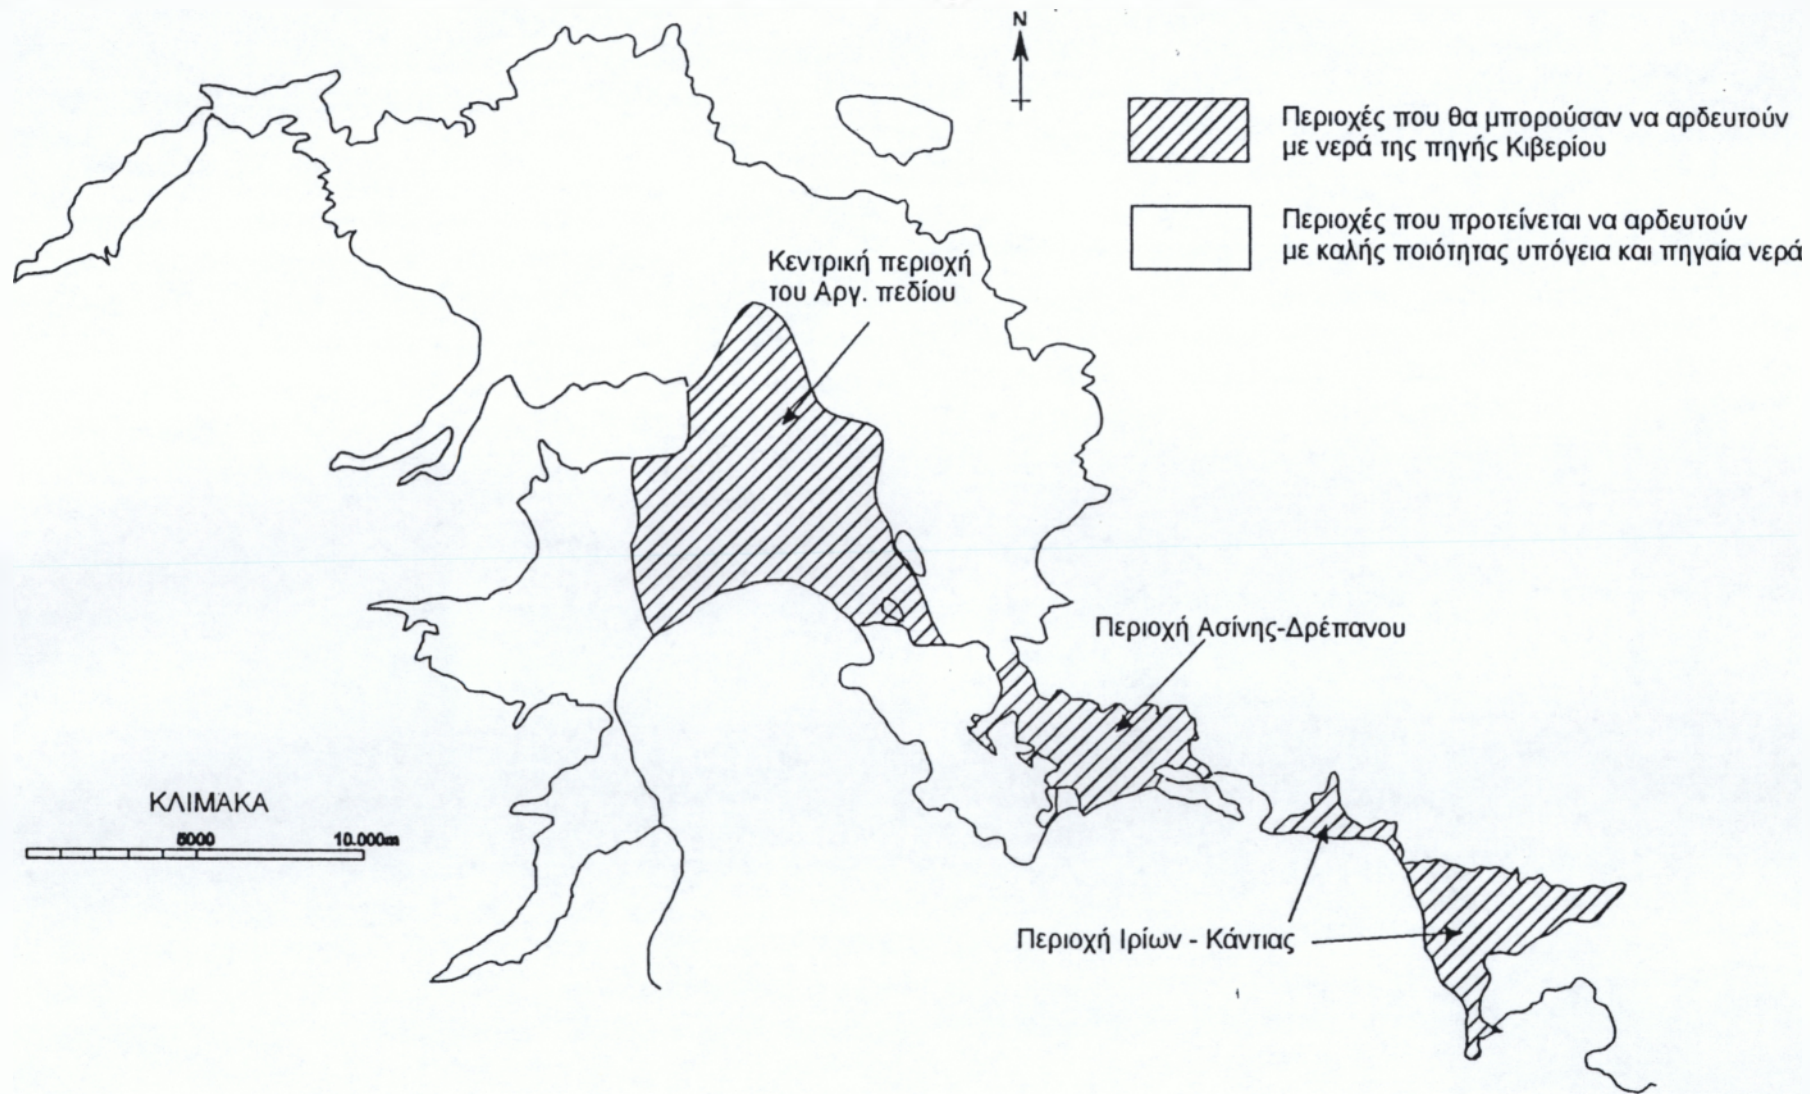 N
Περιοχές που θα μπορούσαν να αρδευτούν
με νερά της πηγής Κιβερίου
Περιοχές που προτείνεται να αρδευτούν
με καλής ποιότητας υπόγεια και πηγαία νερά
Κεντρική περιοχή
του Αργ. πεδίου
Περιοχή Ασίνης-Δρέπανου
ΚΛΙΜΑΚΑ
5000 10.000m
Περιοχή Ιρίων - Κάντιας